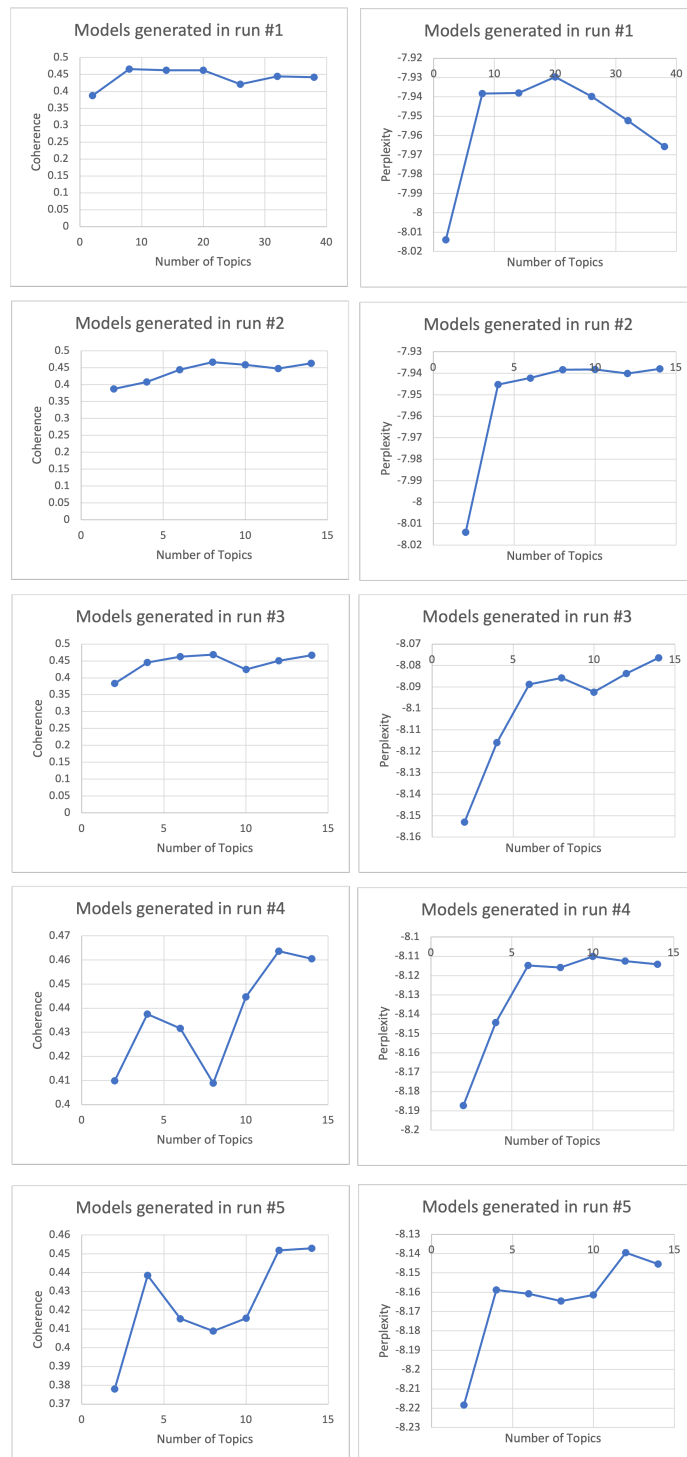 Models generated in run #1
0.5
0.45
0.4
0.35
0.3
0.25
0.2
0.15
0.1
0.05
0
Coherence
0 10 20 30 40
Number of Topics
Models generated in run #1
-7.92
-7.93
-7.94
-7.95
-7.96
-7.97
-7.98
-7.99
-8
-8.01
-8.02
Perplexity
0 10 20 30 40
Number of Topics
Models generated in run #2
0.5
0.45
0.4
0.35
0.3
0.25
0.2
0.15
0.1
0.05
0
Coherence
0 5 10 15
Number of Topics
Models generated in run #2
-7.93
-7.94
-7.95
-7.96
-7.97
-7.98
-7.99
-8
-8.01
-8.02
Perplexity
0 5 10 15
Number of Topics
Models generated in run #3
0.5
0.45
0.4
0.35
0.3
0.25
0.2
0.15
0.1
0.05
0
Coherence
0 5 10 15
Number of Topics
Models generated in run #3
-8.07
-8.08
-8.09
-8.1
-8.11
-8.12
-8.13
-8.14
-8.15
-8.16
Perplexity
0 5 10 15
Number of Topics
Models generated in run #4
0.47
0.46
0.45
0.44
0.43
0.42
0.41
0.4
Coherence
0 5 10 15
Number of Topics
Models generated in run #4
-8.1
-8.11
-8.12
-8.13
-8.14
-8.15
-8.16
-8.17
-8.18
-8.19
-8.2
Perplexity
0 5 10 15
Number of Topics
Models generated in run #5
0.46
0.45
0.44
0.43
0.42
0.41
0.4
0.39
0.38
0.37
Coherence
0 5 10 15
Number of Topics
Models generated in run #5
-8.13
-8.14
-8.15
-8.16
-8.17
-8.18
-8.19
-8.2
-8.21
-8.22
-8.23
Perplexity
0 5 10 15
Number of Topics